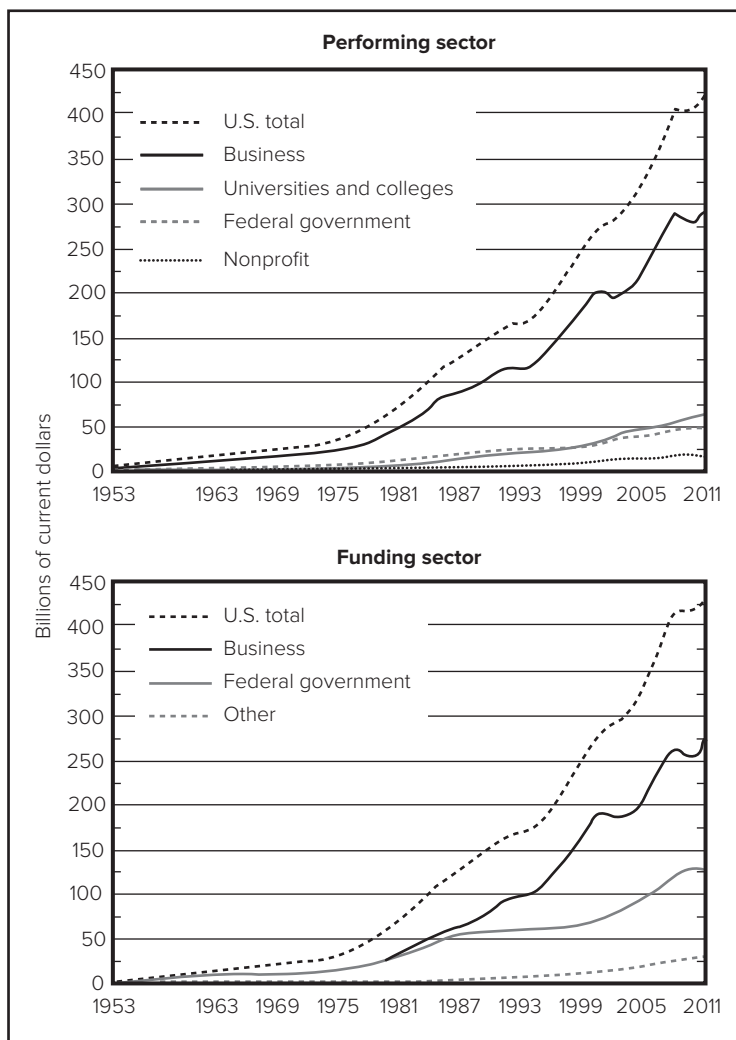 Performing sector
450
400
350
300
250
200
150
100
50
0
U.S. total
Business
Universities and colleges
Federal government
Nonprofit
1953 1963 1969 1975 1981 1987 1993 1999 2005 2011
Billions of current dollars
Funding sector
450
400
350
300
250
200
150
100
50
0
U.S. total
Business
Federal government
Other
1953 1963 1969 1975 1981 1987 1993 1999 2005 2011